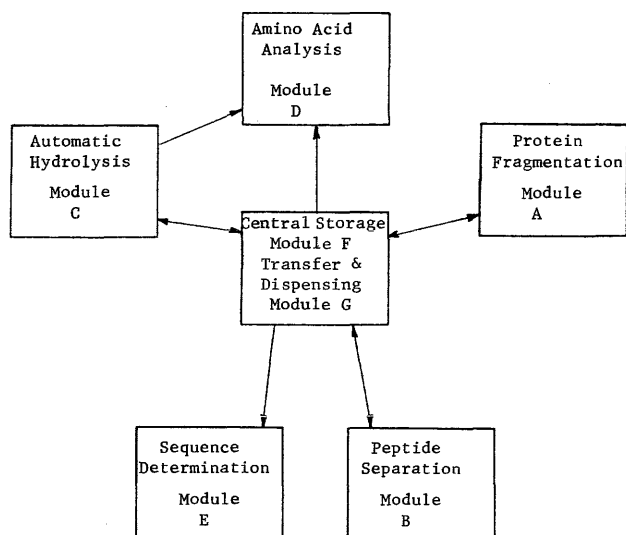 Amino Acid
Analysis
Module
D
Automatic
Hydrolysis
Module
C
Protein
Fragmentation
Module
A
Central Storage
Module F
Transfer &
Dispensing
Module G
Sequence
Determination
Module
E
Peptide
Separation
Module
B